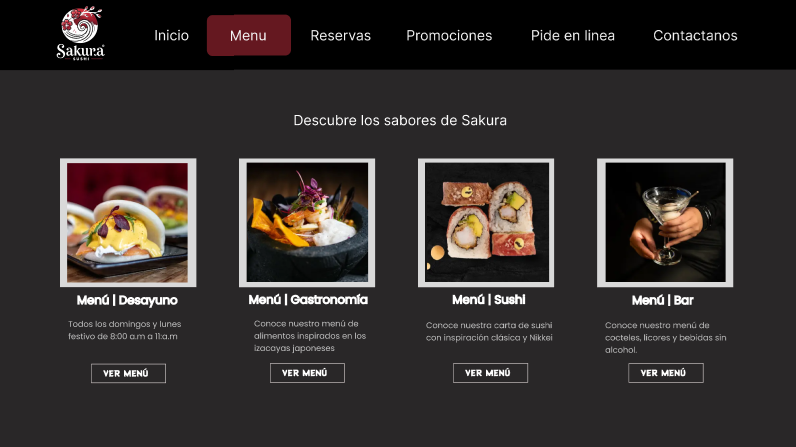 Sakura
SUSHI
Inicio
Menu
Reservas
Promociones
Pide en linea
Contactanos
Descubre los sabores de Sakura
Menú | Desayuno
Todos los domingos y lunes
festivo de 8:00 a.m a 11:a.m
VER MENÚ
Menú | Gastronomía
Conoce nuestro menú de
alimentos inspirados en los
izacayas japoneses
VER MENÚ
Menú | Sushi
Conoce nuestra carta de sushi
con inspiración clásica y Nikkei
VER MENÚ
Menú | Bar
Conoce nuestro menú de
cocteles, licores y bebidas sin
alcohol.
VER MENÚ